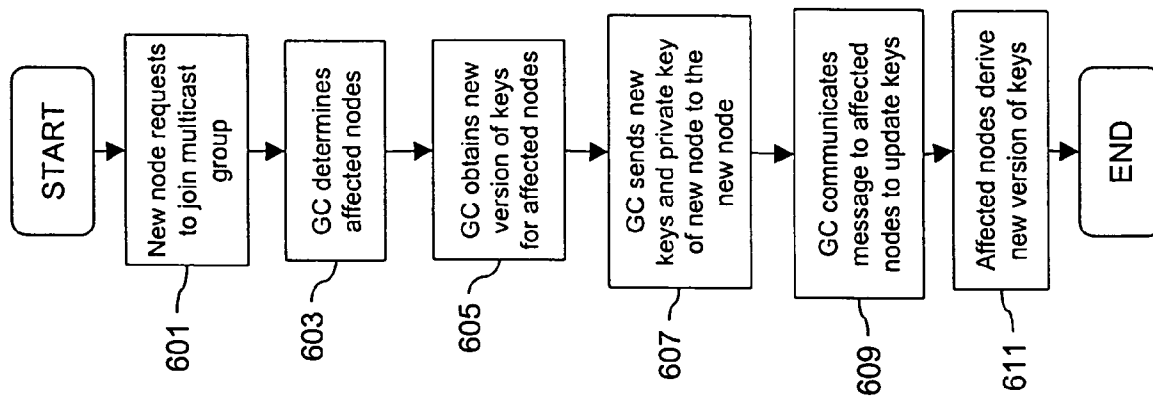 START
New node requests
to join multicast
group
601
GC determines
affected nodes
603
GC obtains new
version of keys
for affected nodes
605
GC sends new
keys and private key
of new node to the
new node
607
GC communicates
message to affected
nodes to update keys
609
Affected nodes derive
new version of keys
611
END